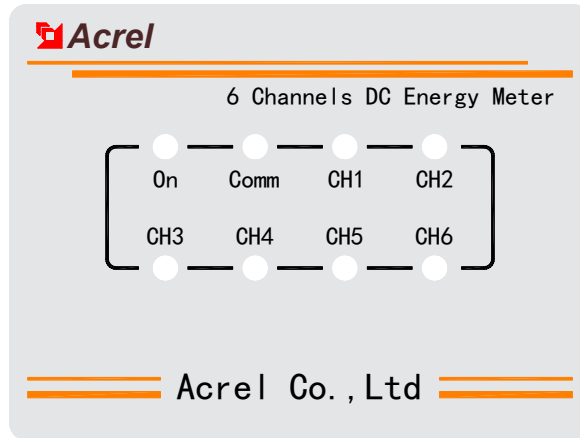 Acrel
6 Channels DC Energy Meter
On Comm CH1 CH2
CH3 CH4 CH5 CH6
Acrel Co.,Ltd